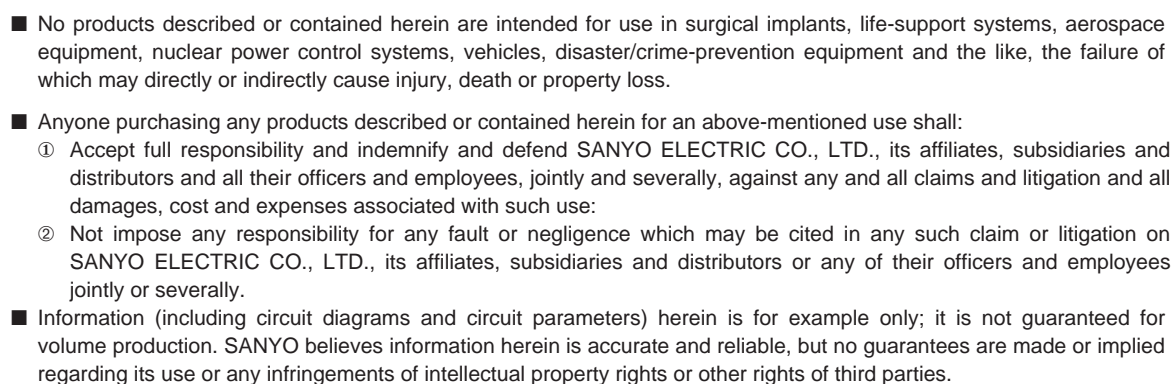 ■ No products described or contained herein are intended for use in surgical implants, life-support systems, aerospace
equipment, nuclear power control systems, vehicles, disaster/crime-prevention equipment and the like, the failure of
which may directly or indirectly cause injury, death or property loss.
■ Anyone purchasing any products described or contained herein for an above-mentioned use shall:
① Accept full responsibility and indemnify and defend SANYO ELECTRIC CO., LTD., its affiliates, subsidiaries and
distributors and all their officers and employees, jointly and severally, against any and all claims and litigation and all
damages, cost and expenses associated with such use:
② Not impose any responsibility for any fault or negligence which may be cited in any such claim or litigation on
SANYO ELECTRIC CO., LTD., its affiliates, subsidiaries and distributors or any of their officers and employees
jointly or severally.
■ Information (including circuit diagrams and circuit parameters) herein is for example only; it is not guaranteed for
volume production. SANYO believes information herein is accurate and reliable, but no guarantees are made or implied
regarding its use or any infringements of intellectual property rights or other rights of third parties.